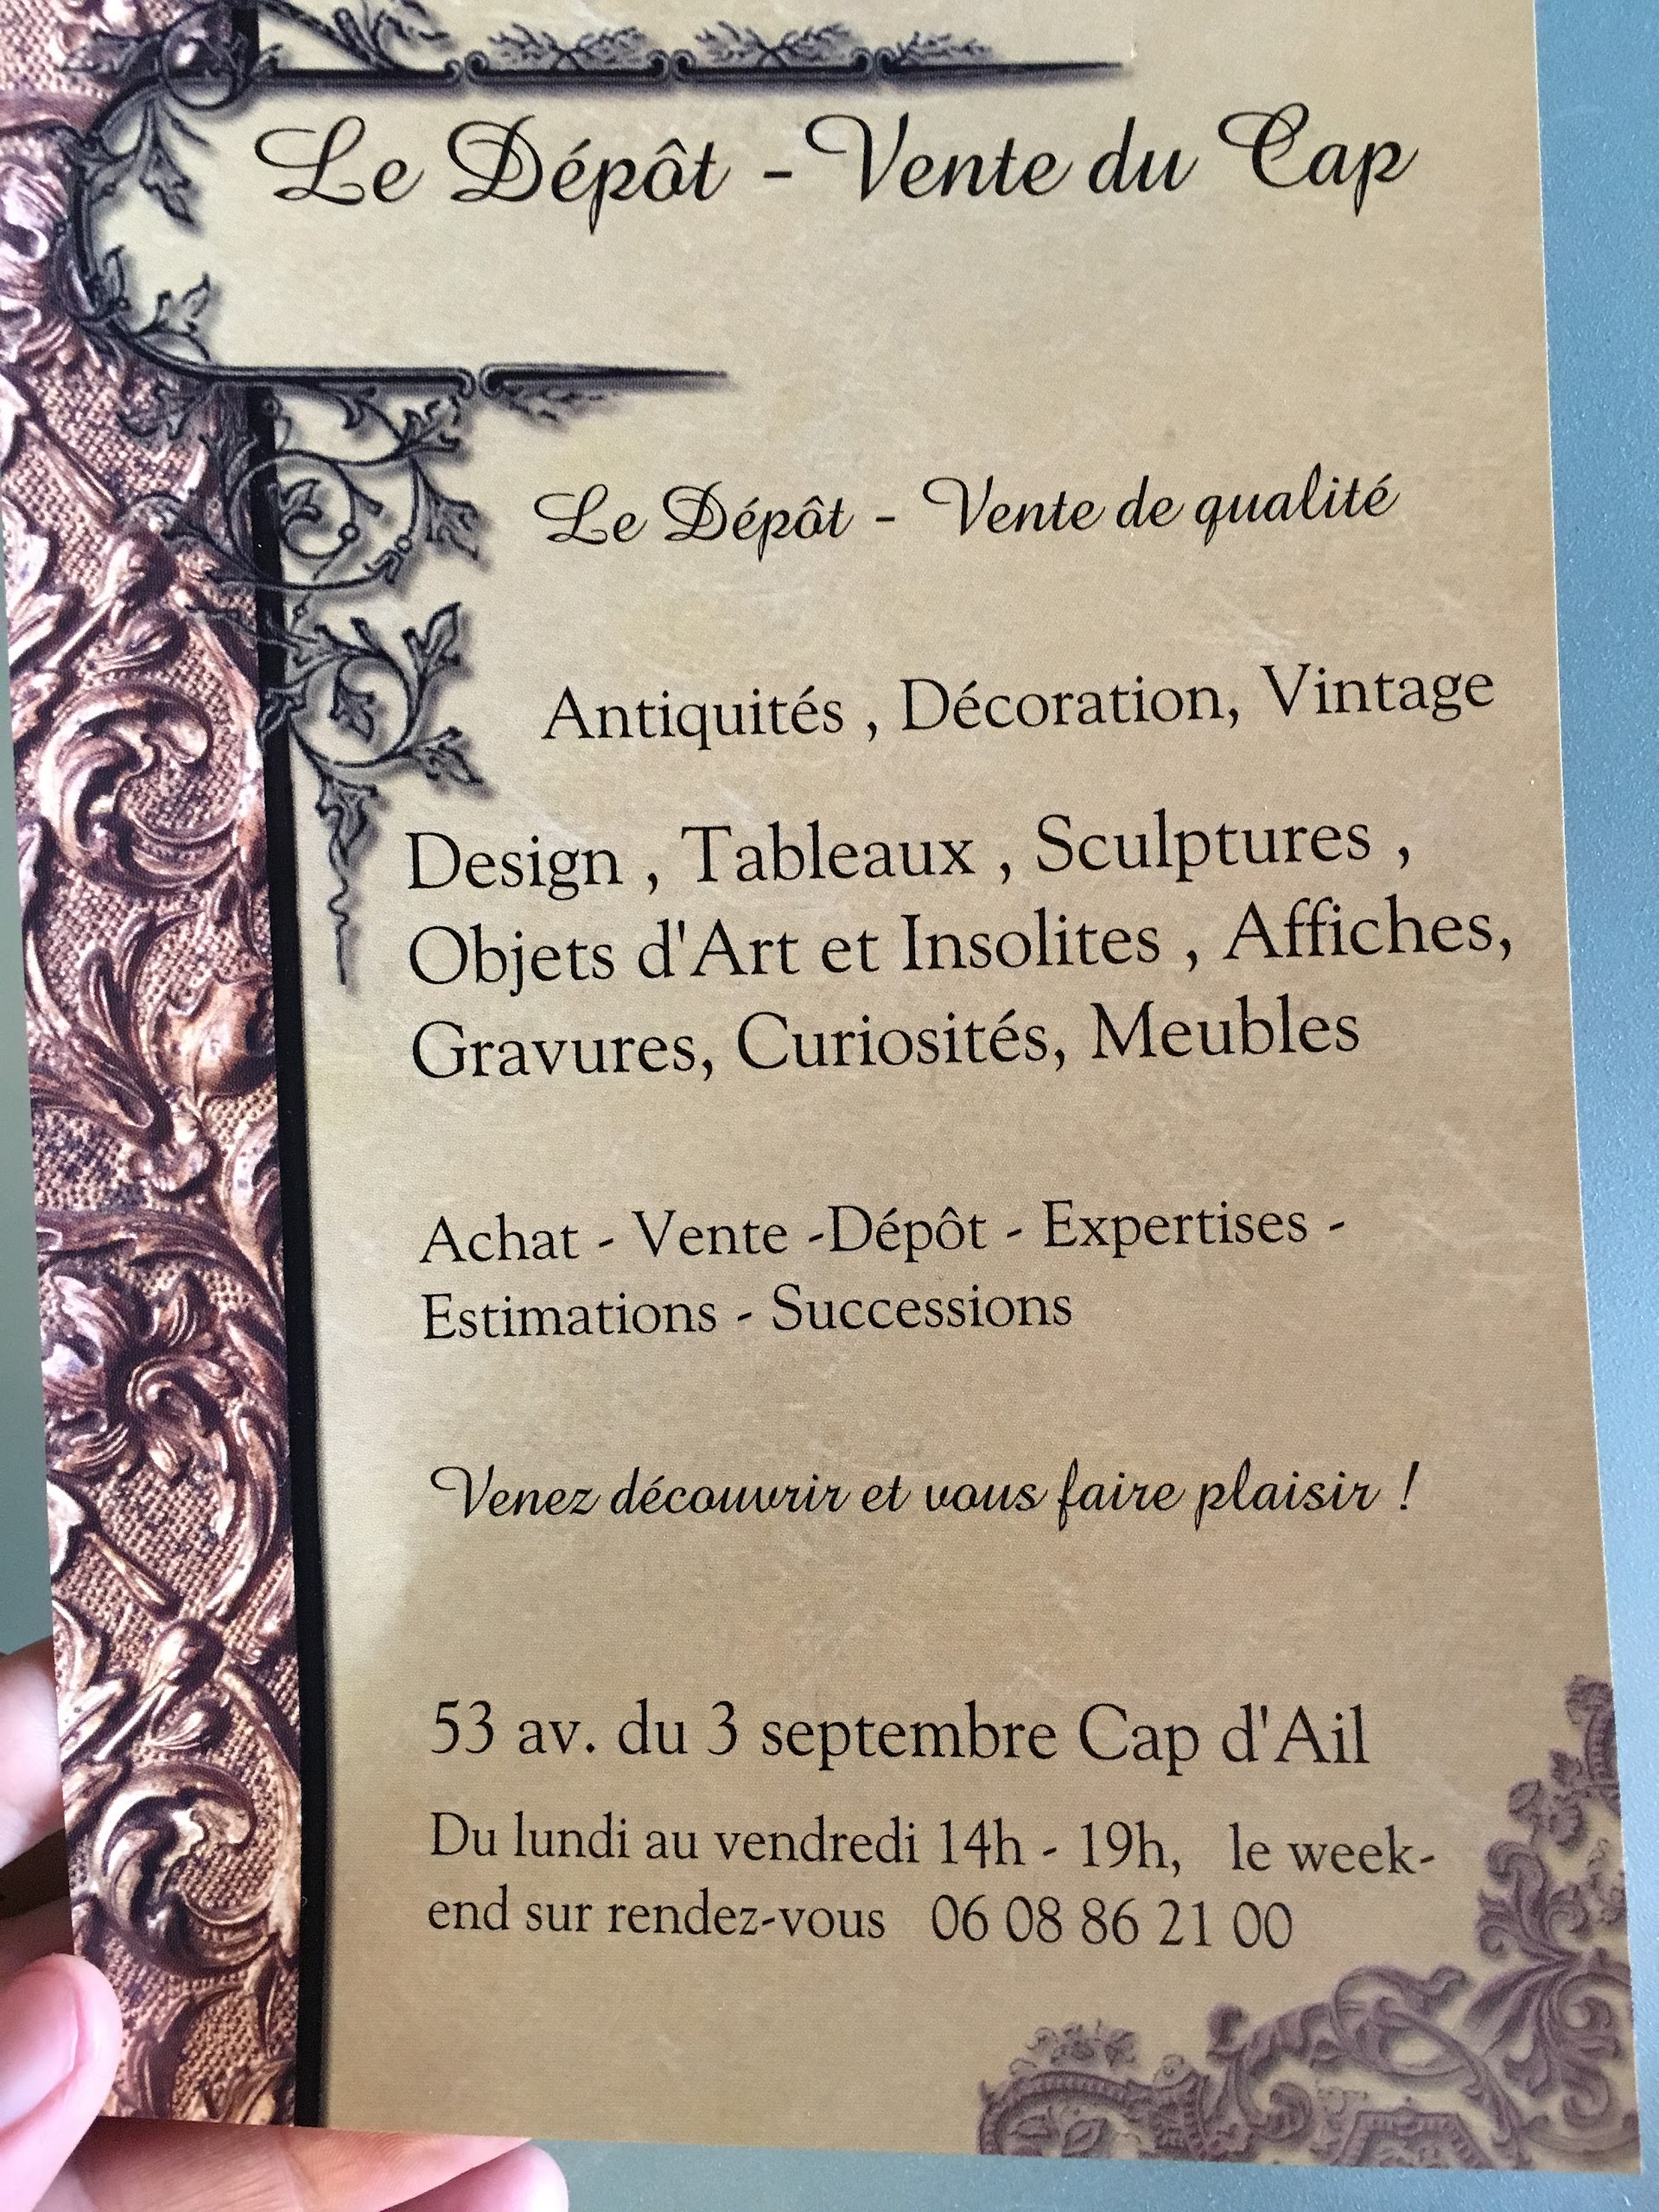 Le Dépôt - Vente du Cap
Le Dépôt - Vente de qualité
Antiquités , Décoration, Vintage
Design , Tableaux , Sculptures ,
Objets d'Art et Insolites , Affiches,
Gravures, Curiosités, Meubles
Achat - Vente -Dépôt - Expertises -
Estimations - Successions
Venez découvrir et vous faire plaisir !
53 av. du 3 septembre Cap d'Ail
Du lundi au vendredi 14h - 19h, le week-
end sur rendez-vous 06 08 86 21 00